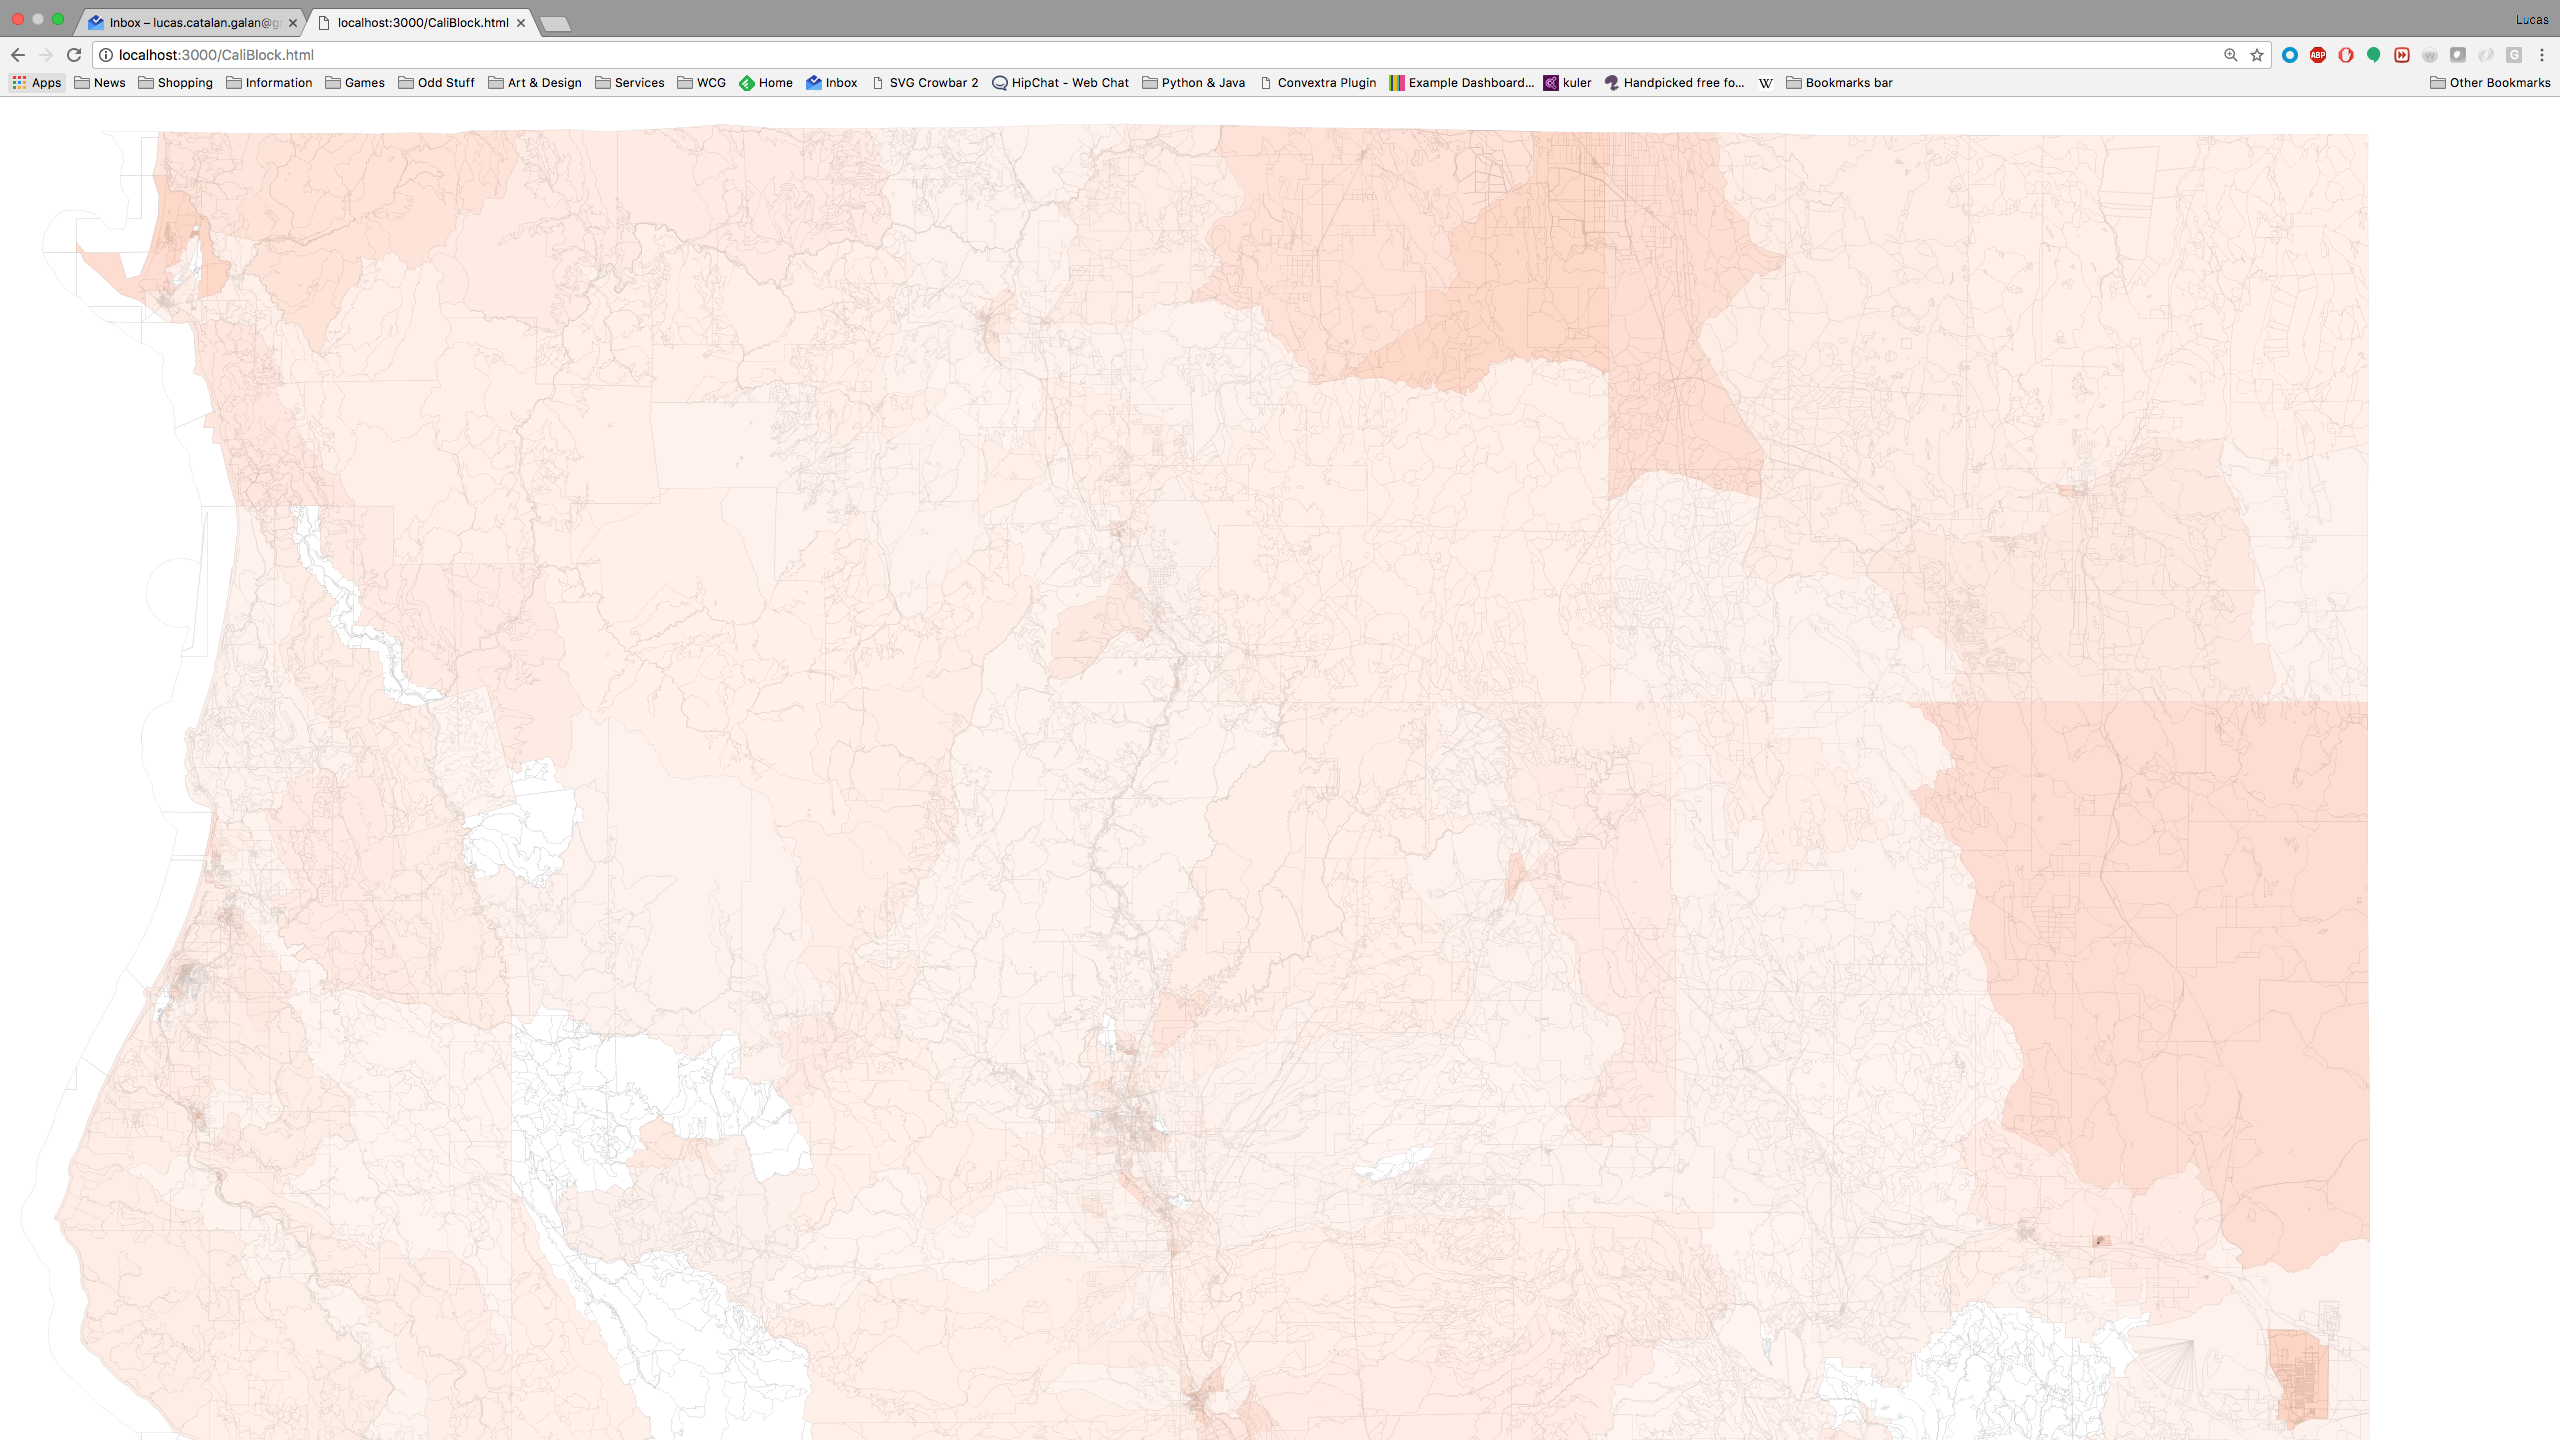 Inbox – lucas.catalan.galan@g
localhost:3000/CaliBlock.html
Lucas
localhost:3000/CaliBlock.html
ABP
W
G
Apps
News
Shopping
Information
Games
Odd Stuff
Art & Design
Services
WCG
Home
Inbox
SVG Crowbar 2
HipChat - Web Chat
Python & Java
Convextra Plugin
Example Dashboard...
kuler
Handpicked free fo...
W
Bookmarks bar
Other Bookmarks